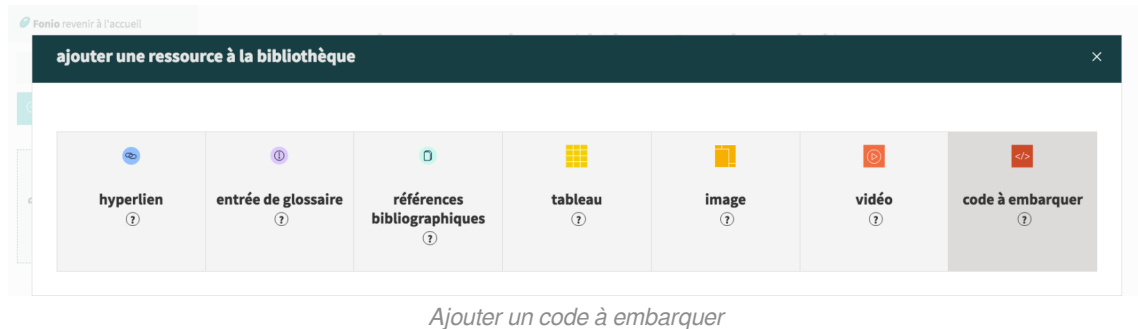 Fonio revenir à l'accueil
ajouter une ressource à la bibliothèque
hyperlien
entrée de glossaire
références
bibliographiques
tableau
image
vidéo
code à embarquer
Ajouter un code à embarquer